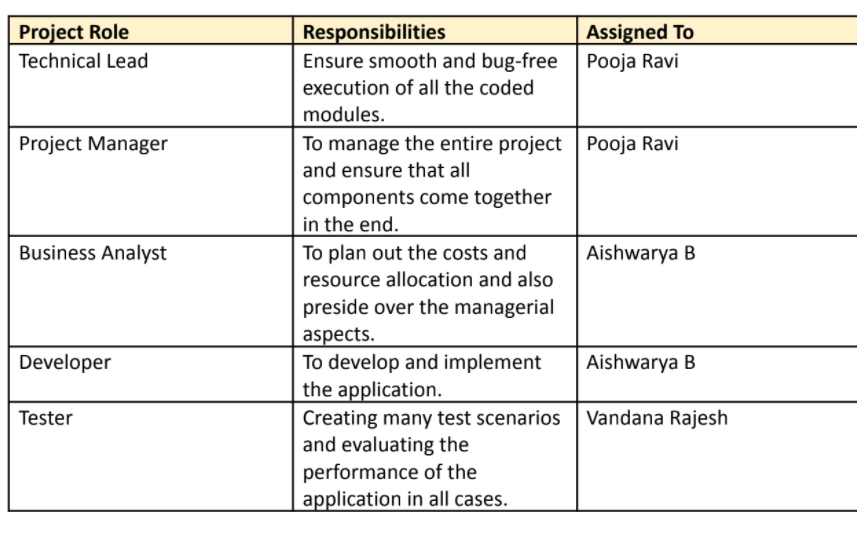 Project Role Responsibilities Assigned To
Technical Lead Ensure smooth and bug-free Pooja Ravi
execution of all the coded
modules.
Project Manager To manage the entire project Pooja Ravi
and ensure that all
components come together
in the end.
Business Analyst To plan out the costs and Aishwarya B
resource allocation and also
preside over the managerial
aspects.
Developer To develop and implement Aishwarya B
the application.
Tester Creating many test scenarios Vandana Rajesh
and evaluating the
performance of the
application in all cases.